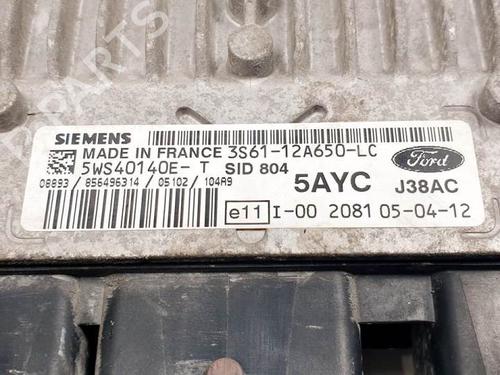 PARTS
SIEMENS
MADE IN FRANCE 3S61-12A650-LC
5WS40140E- T SID 804
08893/856496314 /05102/104A9
5AYC
Ford
J38AC
e11 I-00 2081 05-04-12